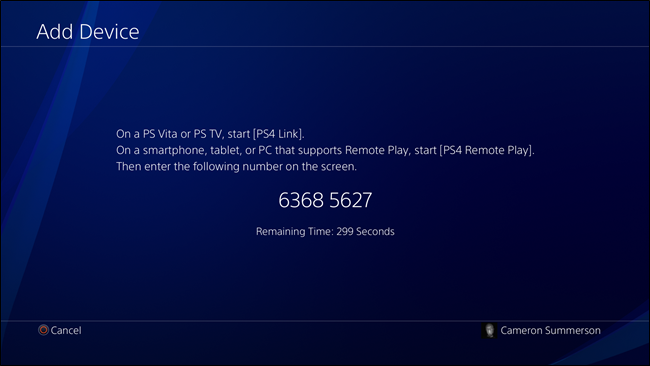 Add Device
On a PS Vita or PS TV, start [PS4 Link].
On a smartphone, tablet, or PC that supports Remote Play, start [PS4 Remote Play].
Then enter the following number on the screen.
6368 5627
Remaining Time: 299 Seconds
Cancel
Cameron Summerson